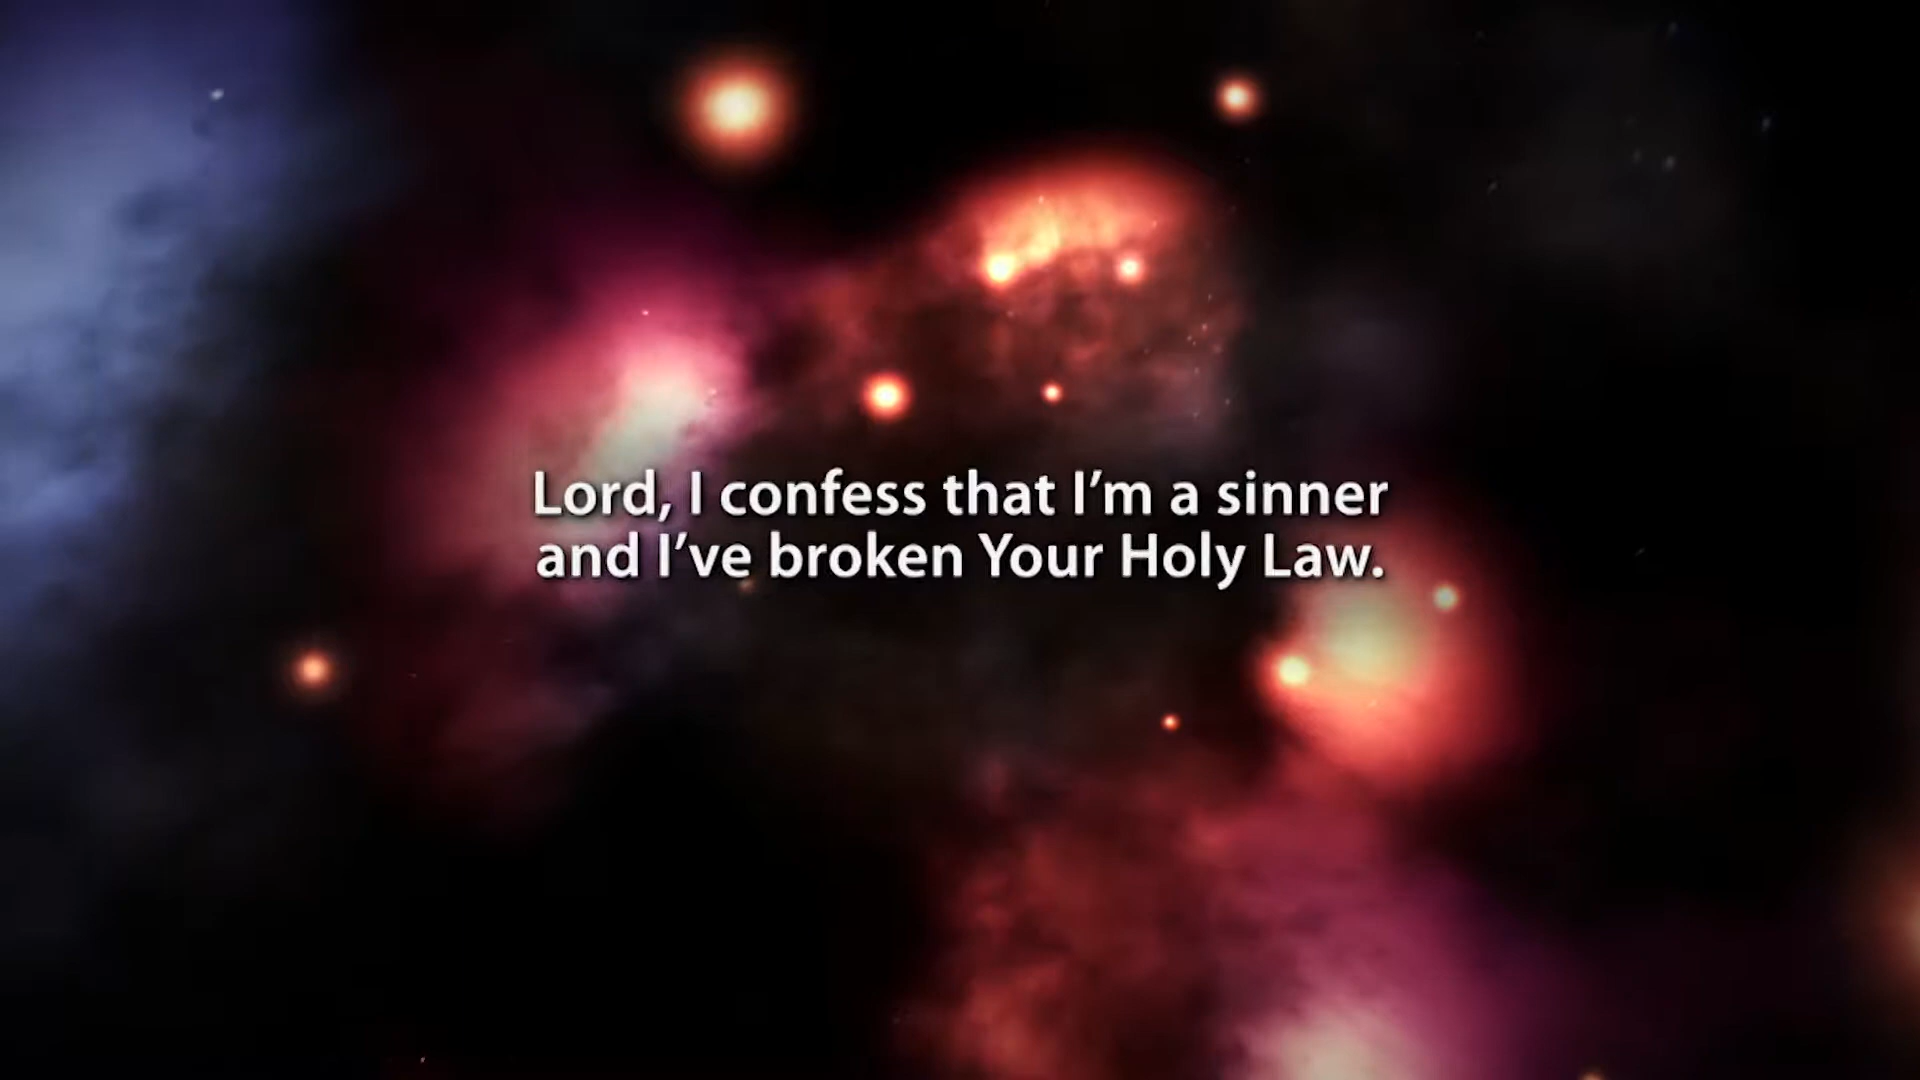 Lord, I confess that I’m a sinner
and I’ve broken Your Holy Law.